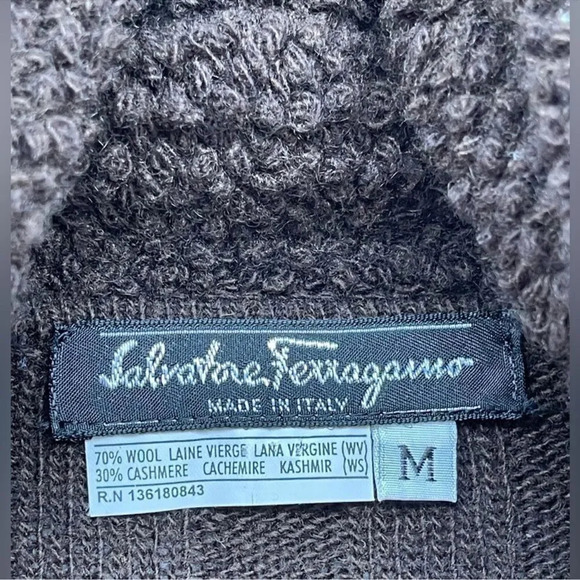 Salvatore Ferragamo
MADE IN ITALY
70% WOOL LAINE VIERGE LANA VERGINE (WV)
30% CASHMERE CACHEMIRE KASHMIR (WS)
R.N 136180843
M